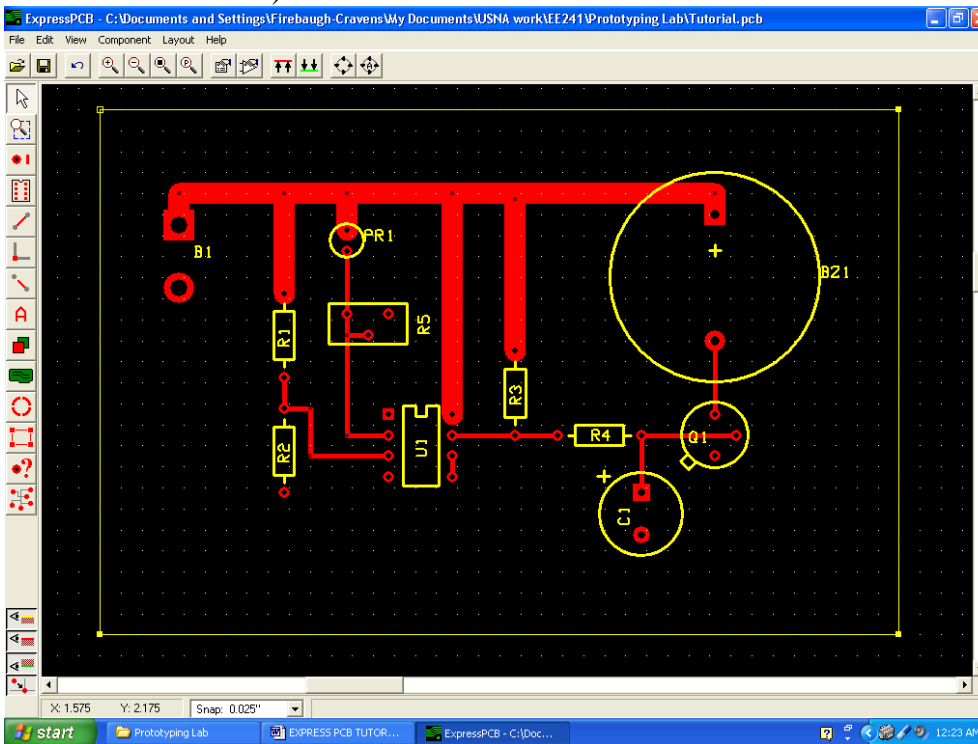 ExpressPCB - C:\Documents and Settings\Firebaugh-Cravens\My Documents\USNA work\EE241\Prototyping Lab\Tutorial.pcb
File Edit View Component Layout Help
PR1
B1
BZ1
+
R1
R5
R3
R4
Q1
R2
U1
+
C1
X: 1.575 Y: 2.175 Snap: 0.025"
start Prototyping Lab EXPRESS PCB TUTOR... ExpressPCB - C:\Doc... 12:23 AM